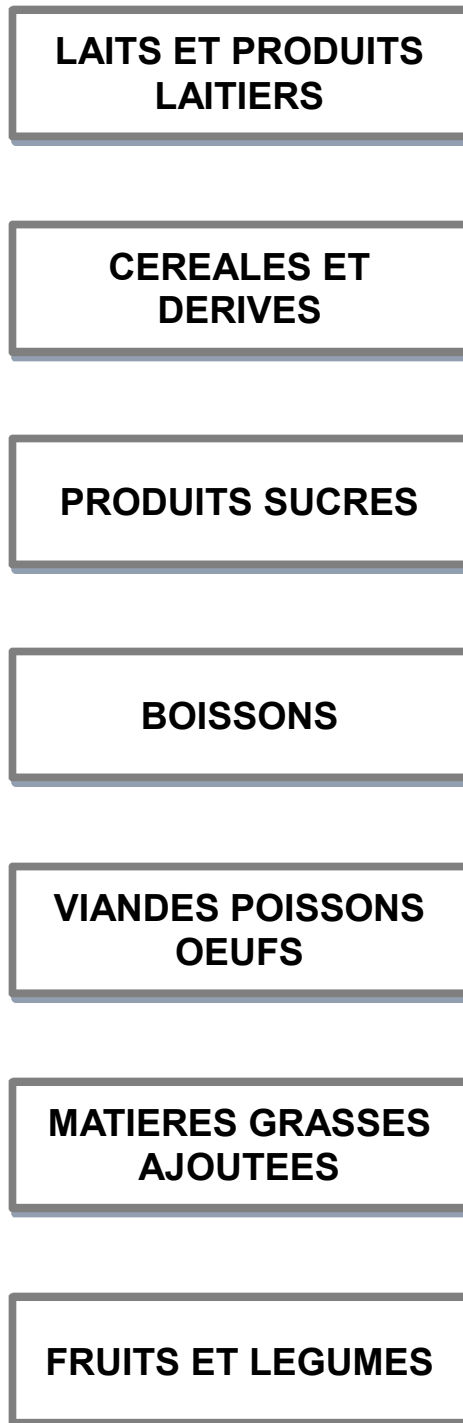 LAITS ET PRODUITS
LAITIERS
CEREALES ET
DERIVES
PRODUITS SUCRES
BOISSONS
VIANDES POISSONS
OEUFS
MATIERES GRASSES
AJOUTEES
FRUITS ET LEGUMES